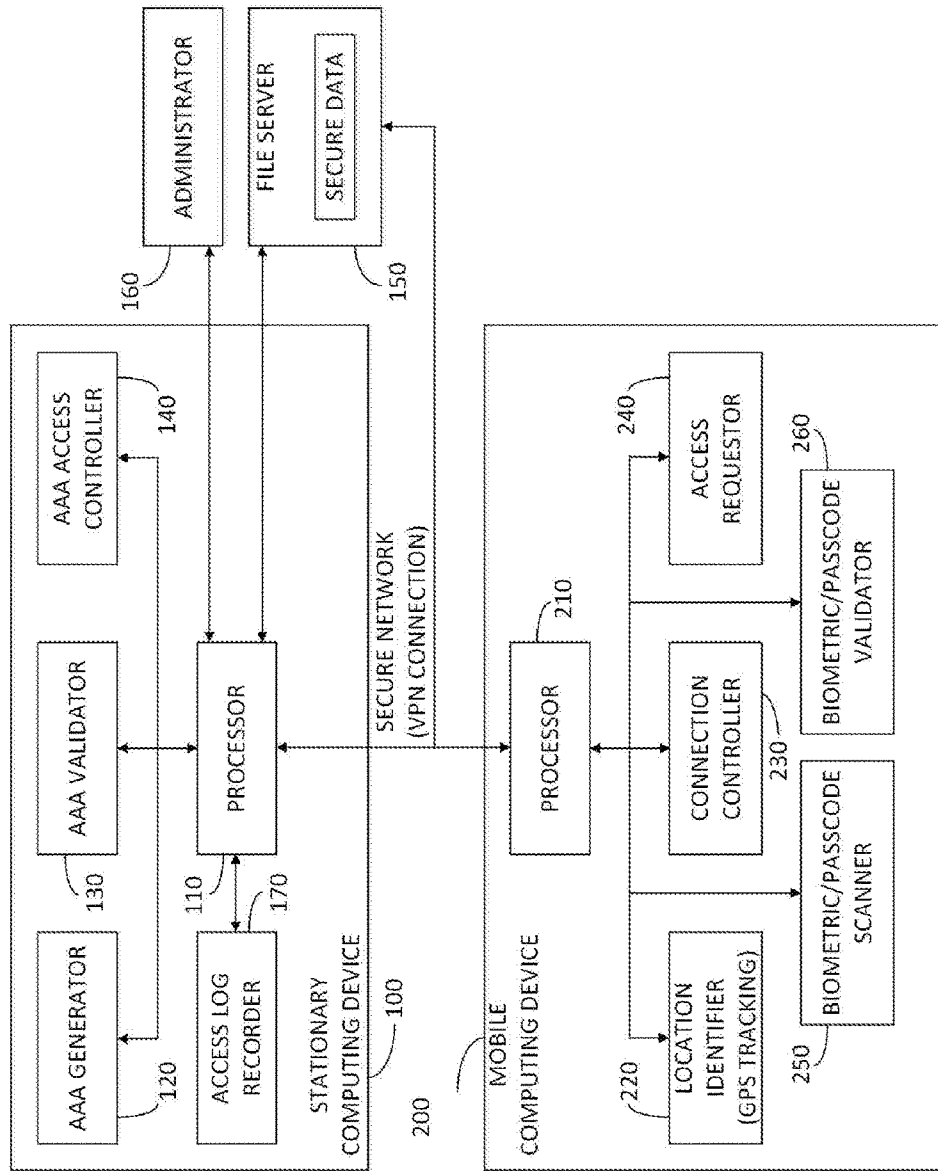 AAA GENERATOR
120
AAA VALIDATOR
130
AAA ACCESS
CONTROLLER
140
ACCESS LOG
RECORDER
170
110
PROCESSOR
STATIONARY
COMPUTING DEVICE
100
160
ADMINISTRATOR
FILE SERVER
SECURE DATA
150
SECURE NETWORK
(VPN CONNECTION)
200
MOBILE
COMPUTING DEVICE
PROCESSOR
210
220
LOCATION
IDENTIFIER
(GPS TRACKING)
CONNECTION
CONTROLLER
230
240
ACCESS
REQUESTOR
250
BIOMETRIC/PASSCODE
SCANNER
260
BIOMETRIC/PASSCODE
VALIDATOR